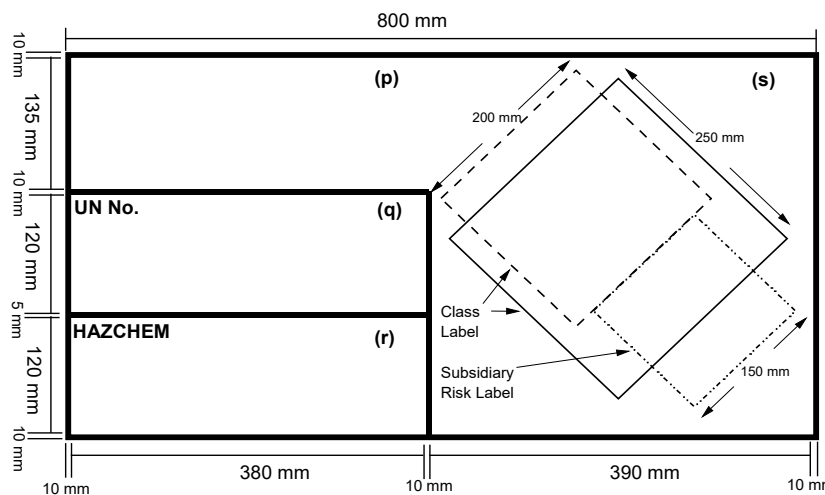 800 mm
10 mm
(p)
(s)
200 mm
250 mm
135 mm
10 mm
UN No.
(q)
120 mm
5 mm
Class
Label
HAZCHEM
(r)
120 mm
Subsidiary
Risk Label
150 mm
10 mm
380 mm
390 mm
10 mm
10 mm
10 mm